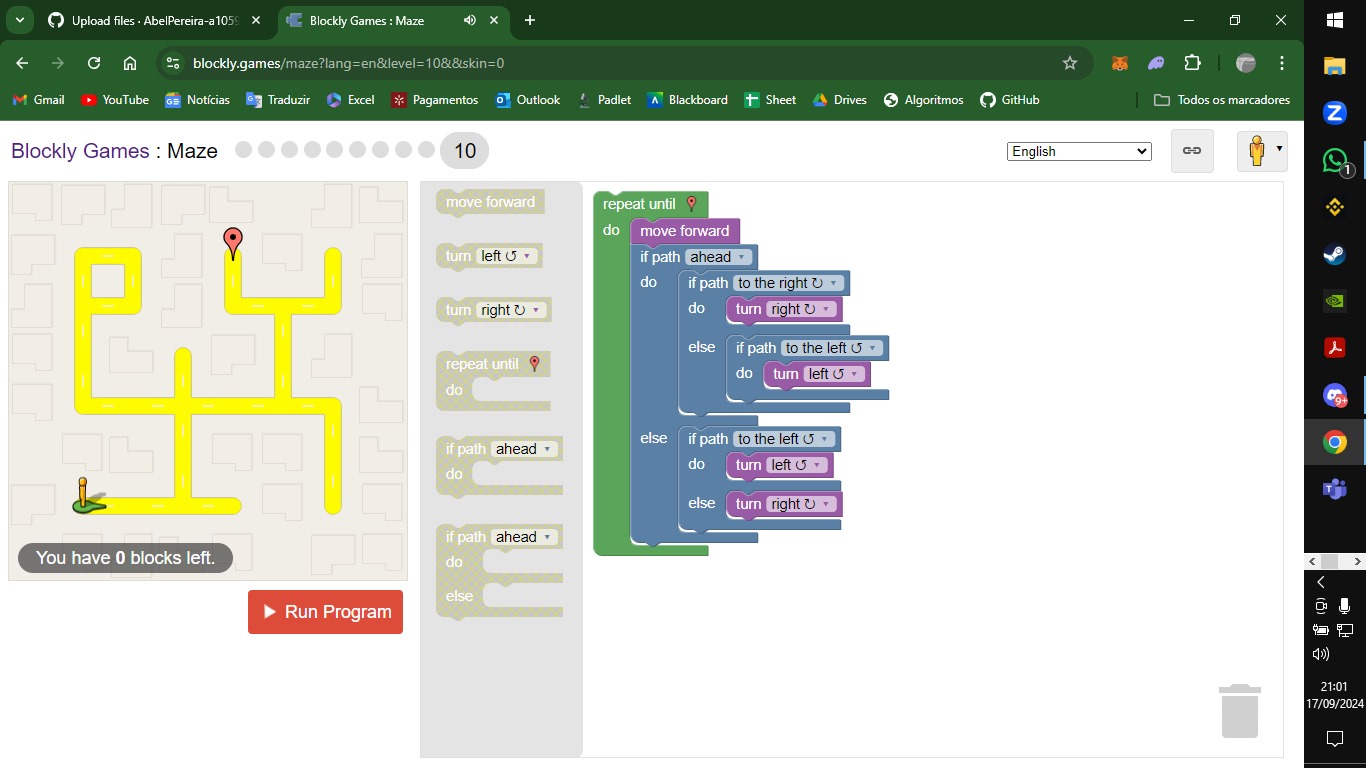 Upload files · AbelPereira-a1059
Blockly Games : Maze
blockly.games/maze?lang=en&level=10&&skin=0
Gmail YouTube Notícias Traduzir Excel Pagamentos Outlook Padlet Blackboard Sheet Drives Algoritmos GitHub Todos os marcadores
Blockly Games : Maze 10 English
move forward
turn left ↺
turn right ↻
repeat until
do
if path ahead
do
if path ahead
do
else
repeat until
do move forward
if path ahead
do if path to the right ↻
do turn right ↻
else if path to the left ↺
do turn left ↺
else if path to the left ↺
do turn left ↺
else turn right ↻
You have 0 blocks left.
Run Program
1
9+
21:01
17/09/2024